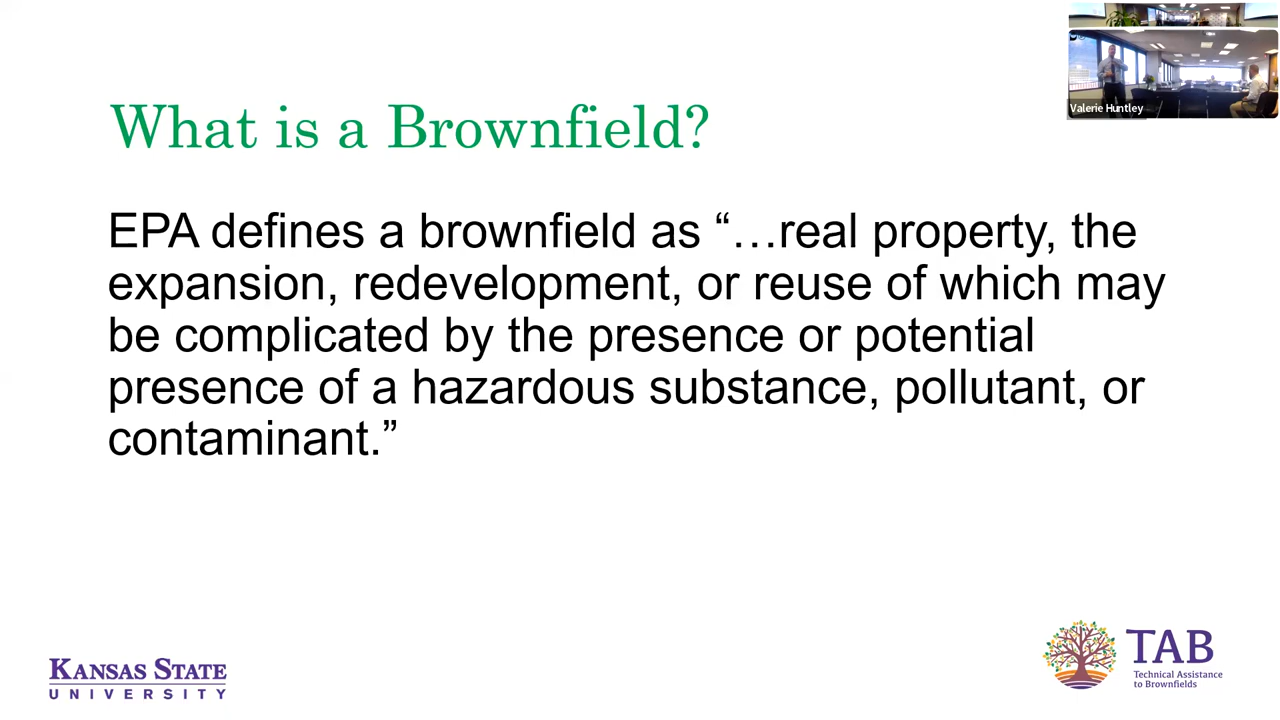 Valerie Huntley
What is a Brownfield?
EPA defines a brownfield as “…real property, the
expansion, redevelopment, or reuse of which may
be complicated by the presence or potential
presence of a hazardous substance, pollutant, or
contaminant.”
KANSAS STATE
UNIVERSITY
TAB
Technical Assistance
to Brownfields